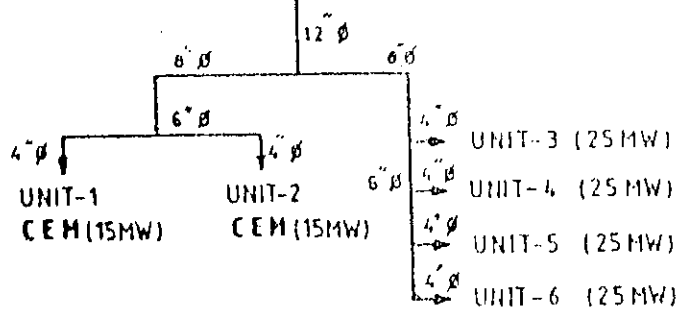 12" ø
8" ø
6" ø
6" ø
4" ø
4" ø
UNIT-1
CEM (15MW)
UNIT-2
CEM (15MW)
4" ø
UNIT-3 (25MW)
6" ø
4" ø
UNIT-4 (25MW)
4" ø
UNIT-5 (25MW)
4" ø
UNIT-6 (25MW)